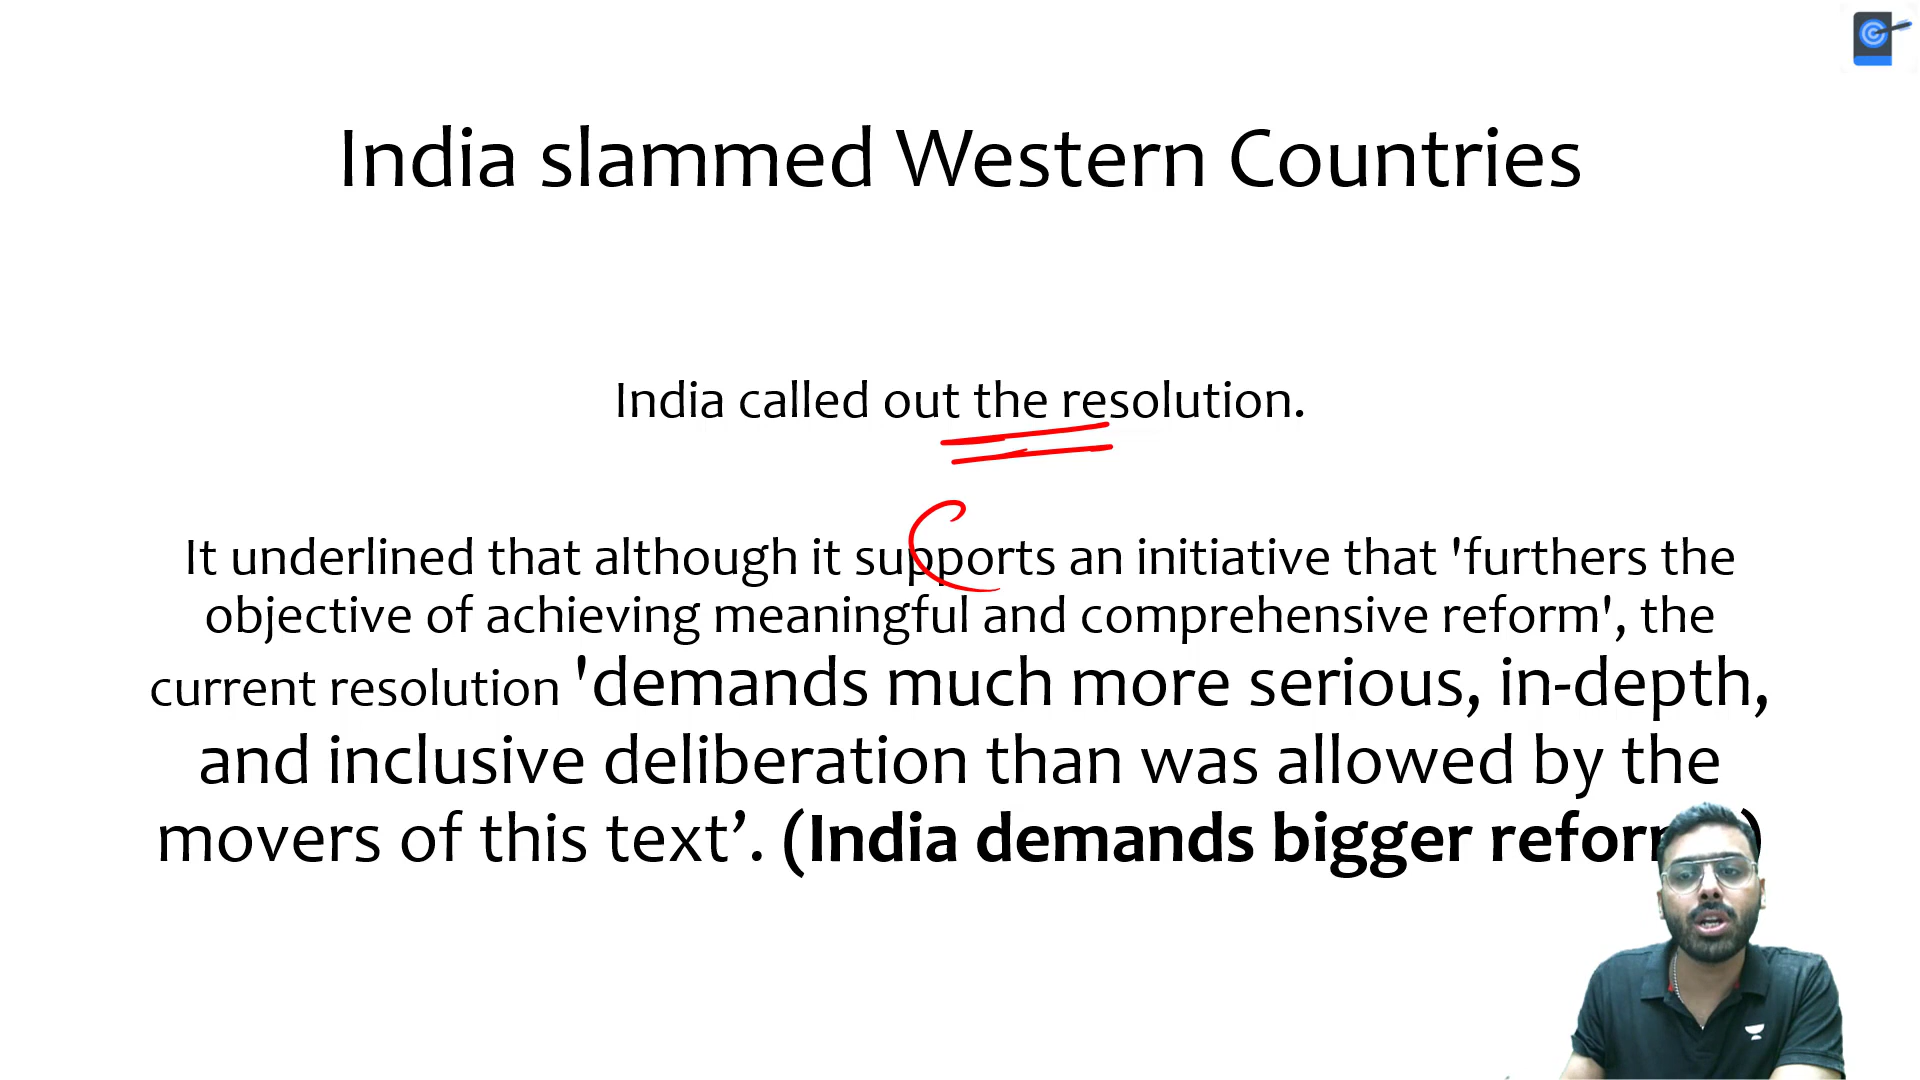 India slammed Western Countries
India called out the resolution.
It underlined that although it supports an initiative that 'furthers the
objective of achieving meaningful and comprehensive reform', the
current resolution 'demands much more serious, in-depth,
and inclusive deliberation than was allowed by the
movers of this text’. (India demands bigger